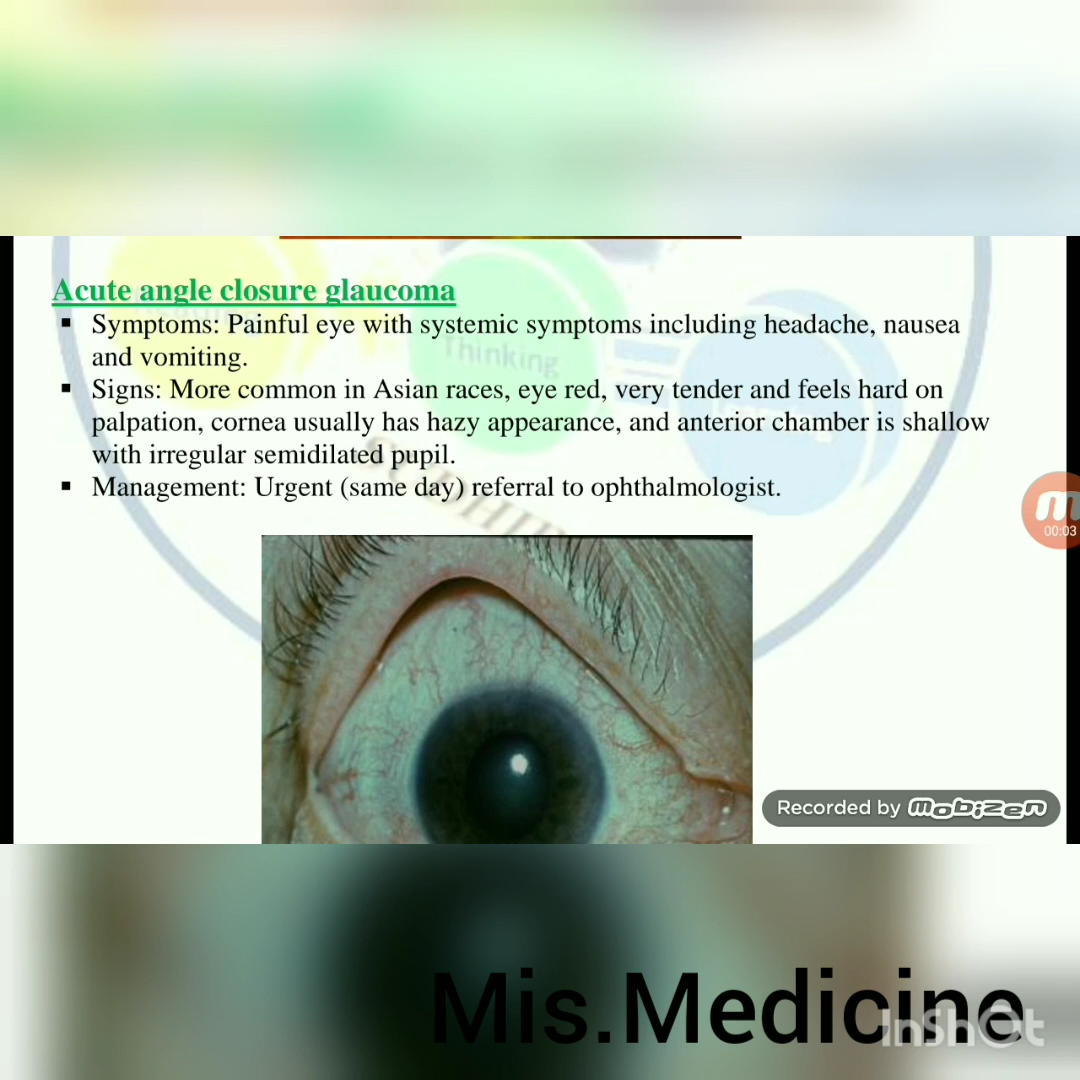 Acute angle closure glaucoma
▪ Symptoms: Painful eye with systemic symptoms including headache, nausea
and vomiting.
Thinking
▪ Signs: More common in Asian races, eye red, very tender and feels hard on
palpation, cornea usually has hazy appearance, and anterior chamber is shallow
with irregular semidilated pupil.
▪ Management: Urgent (same day) referral to ophthalmologist.
m
00:03
Recorded by mobizen
Mis.Medicine
InShOt